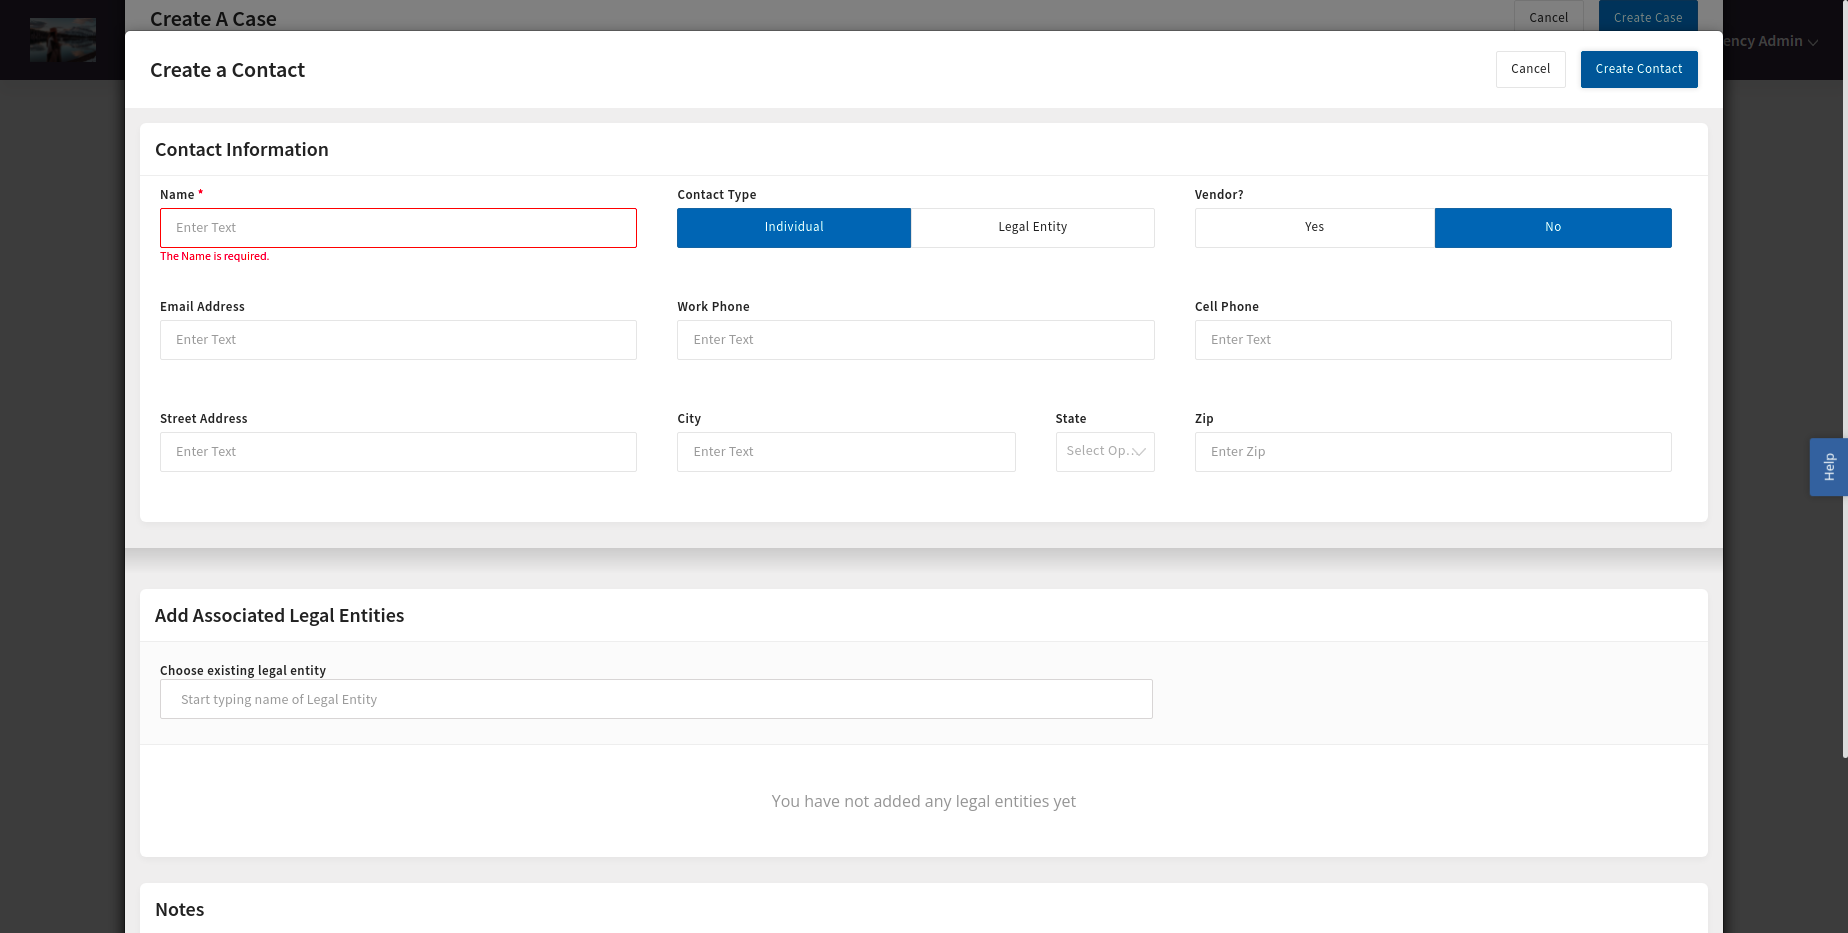 Create A Case
Cancel
Create Case
ency Admin
Create a Contact
Cancel
Create Contact
Contact Information
Name *
Contact Type
Vendor?
Enter Text
Individual
Legal Entity
Yes
No
The Name is required.
Email Address
Work Phone
Cell Phone
Enter Text
Enter Text
Enter Text
Street Address
City
State
Zip
Enter Text
Enter Text
Select Op...
Enter Zip
Help
Add Associated Legal Entities
Choose existing legal entity
Start typing name of Legal Entity
You have not added any legal entities yet
Notes